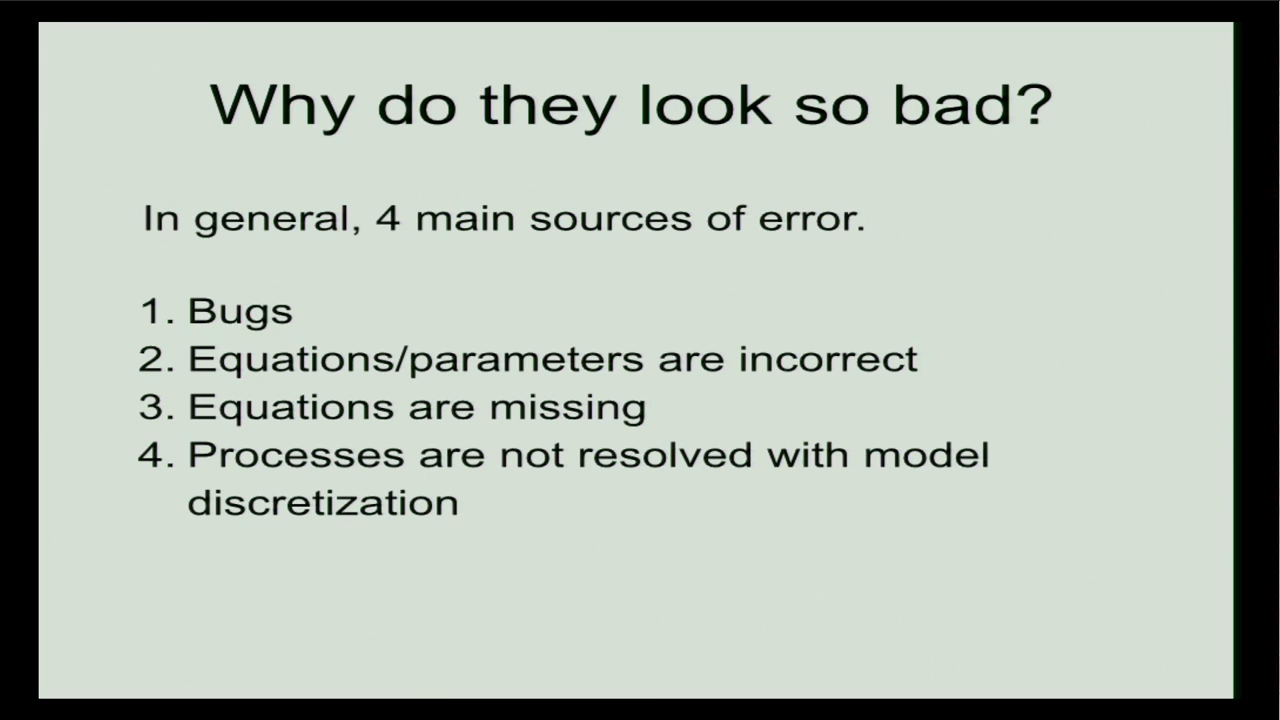 Why do they look so bad?
In general, 4 main sources of error.
1. Bugs
2. Equations/parameters are incorrect
3. Equations are missing
4. Processes are not resolved with model
discretization